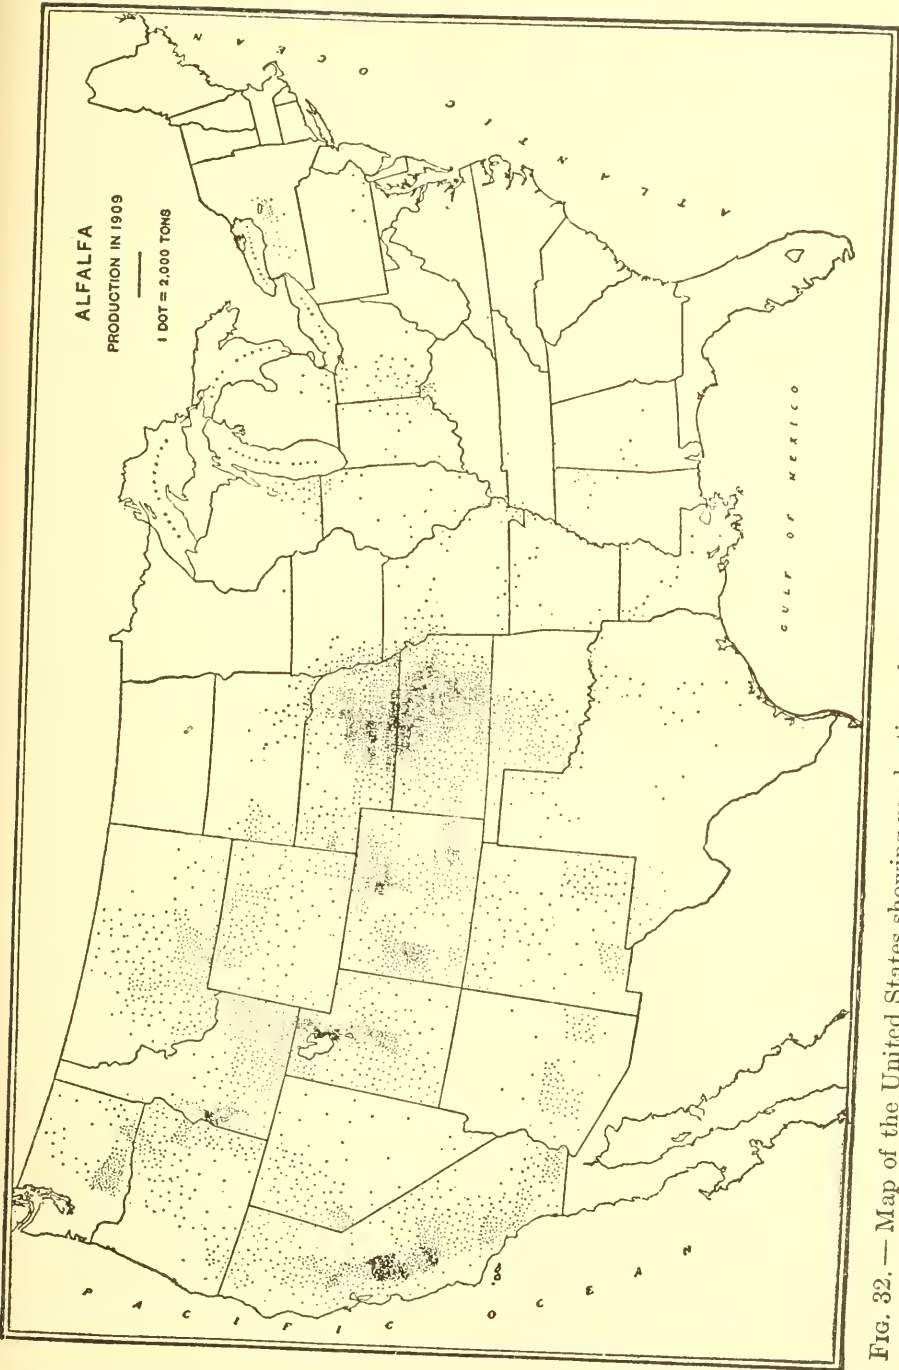 ALFALFA
PRODUCTION IN 1909
1 DOT = 2,000 TONS
PACIFIC OCEAN
ATLANTIC OCEAN
GULF OF MEXICO
FIG. 32. — Map of the United States showing